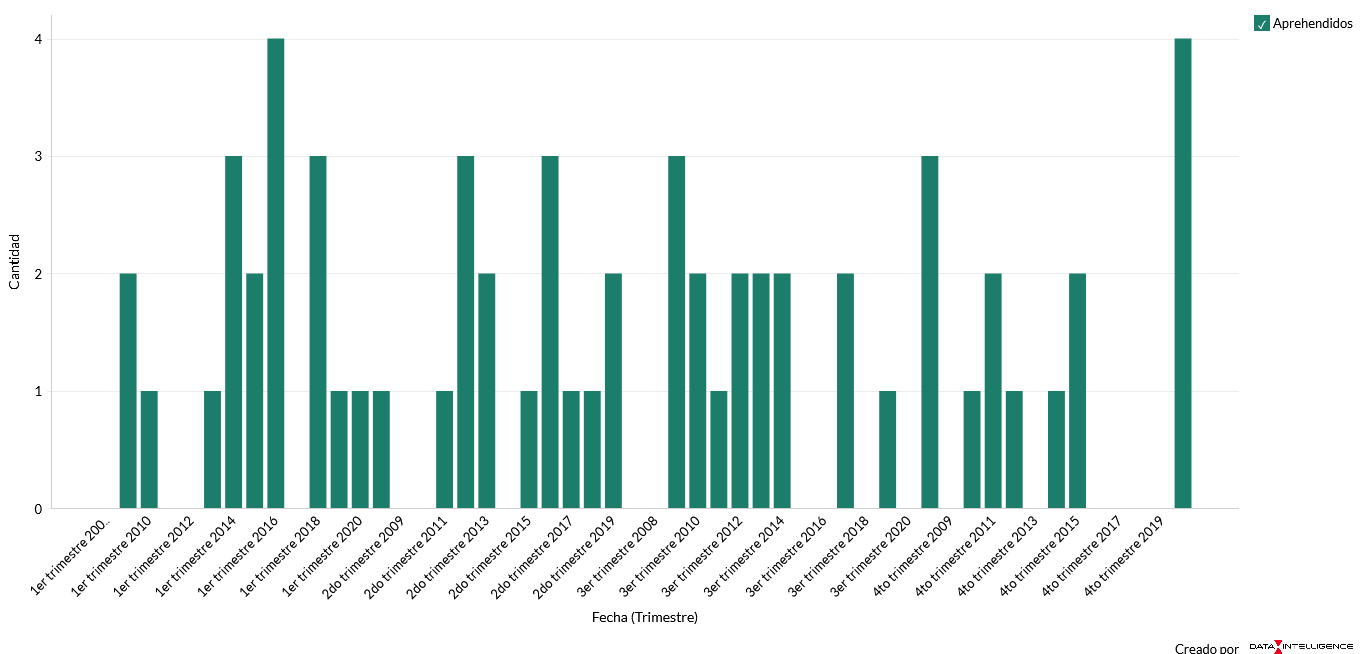 Aprehendidos
4
3
2
1
0
Cantidad
1er trimestre 200..
1er trimestre 2010
1er trimestre 2012
1er trimestre 2014
1er trimestre 2016
1er trimestre 2018
1er trimestre 2020
2do trimestre 2009
2do trimestre 2011
2do trimestre 2013
2do trimestre 2015
2do trimestre 2017
2do trimestre 2019
3er trimestre 2008
3er trimestre 2010
3er trimestre 2012
3er trimestre 2014
3er trimestre 2016
3er trimestre 2018
3er trimestre 2020
4to trimestre 2009
4to trimestre 2011
4to trimestre 2013
4to trimestre 2015
4to trimestre 2017
4to trimestre 2019
Fecha (Trimestre)
Creado por DATA INTELLIGENCE